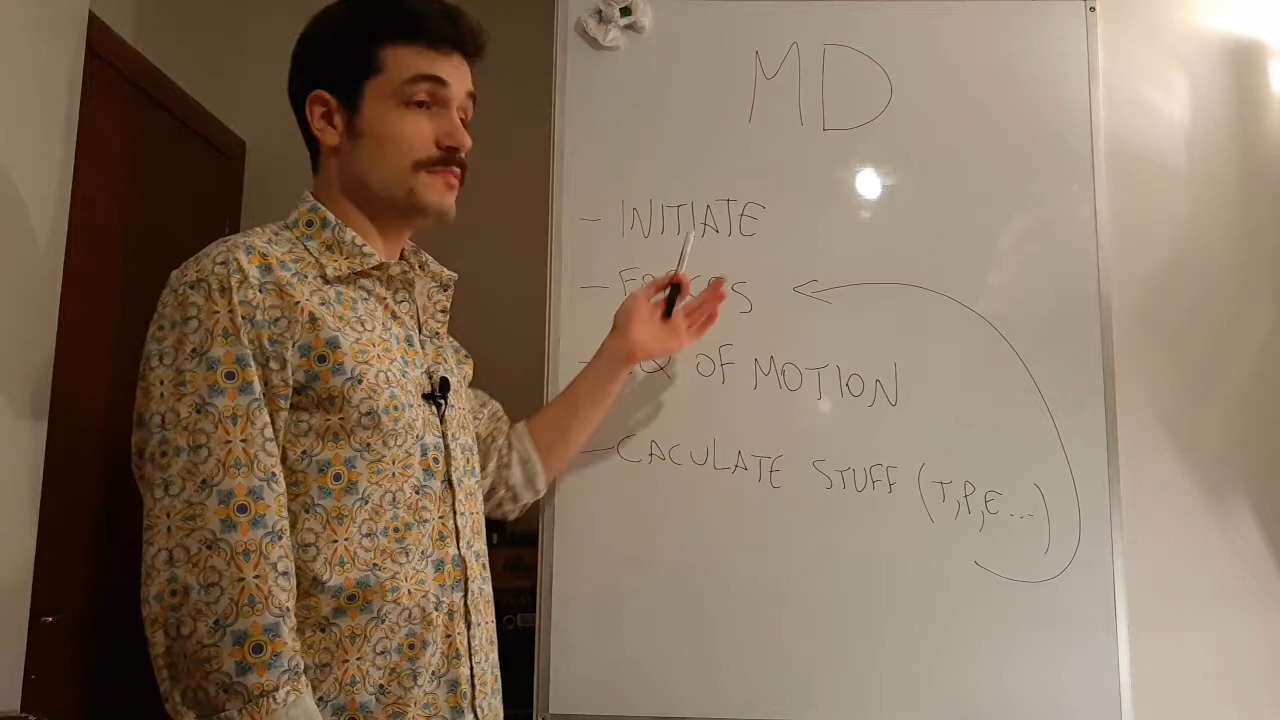 MD
- INITIATE
- FORCES
- EQ OF MOTION
- CACULATE STUFF (T,P,E...)